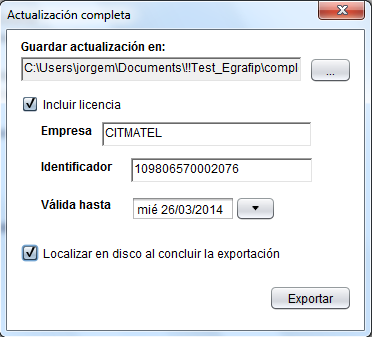 Actualización completa
Guardar actualización en:
C:\Users\jorgem\Documents\!!Test_Egrafip\compl
...
Incluir licencia
Empresa CITMATEL
Identificador 109806570002076
Válida hasta mié 26/03/2014
Localizar en disco al concluir la exportación
Exportar